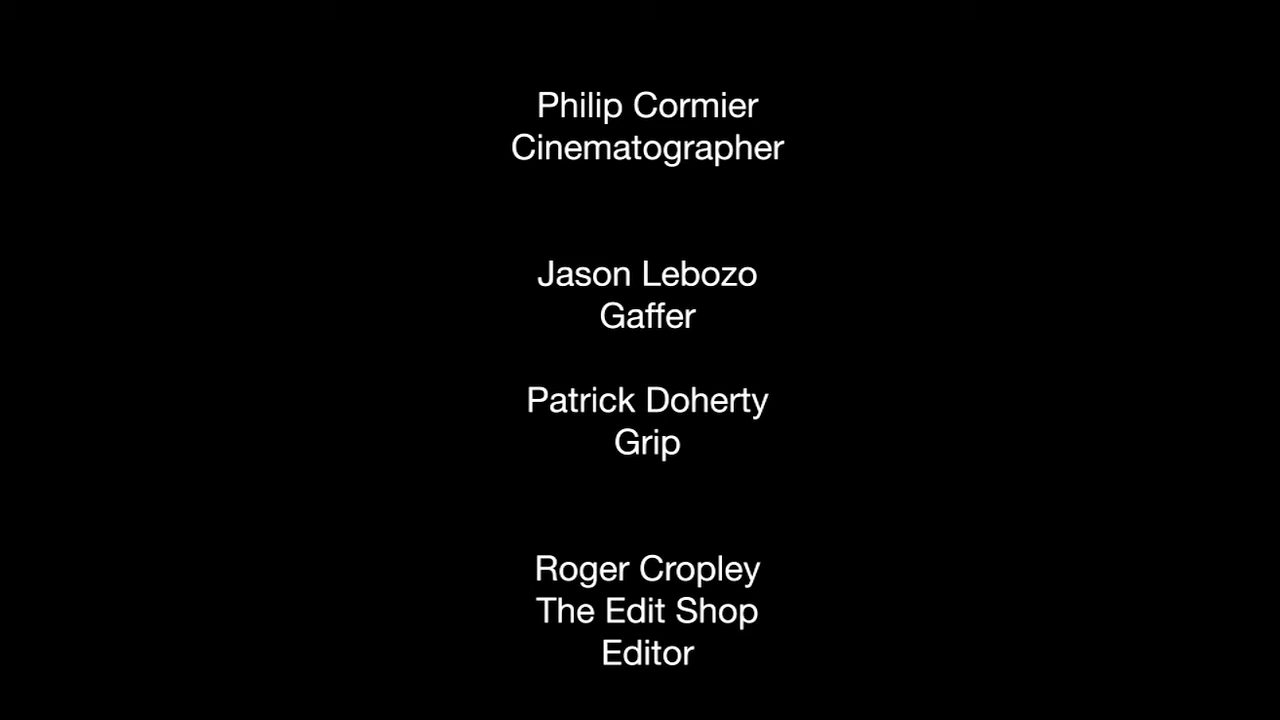 Philip Cormier
Cinematographer
Jason Lebozo
Gaffer
Patrick Doherty
Grip
Roger Cropley
The Edit Shop
Editor